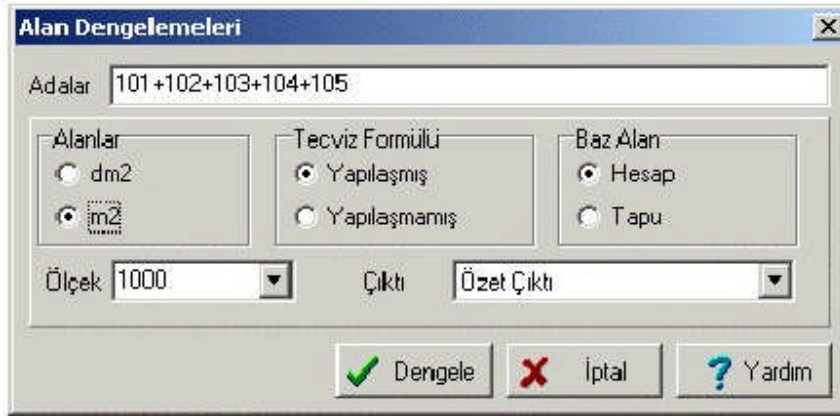 Alan Dengelemeleri
Adalar 101+102+103+104+105
Alanlar Tecviz Formülü Baz Alan
dm2 Yapılaşmış Hesap
m2 Yapılaşmamış Tapu
Ölçek 1000 Çıktı Özet Çıktı
Dengele İptal ? Yardım